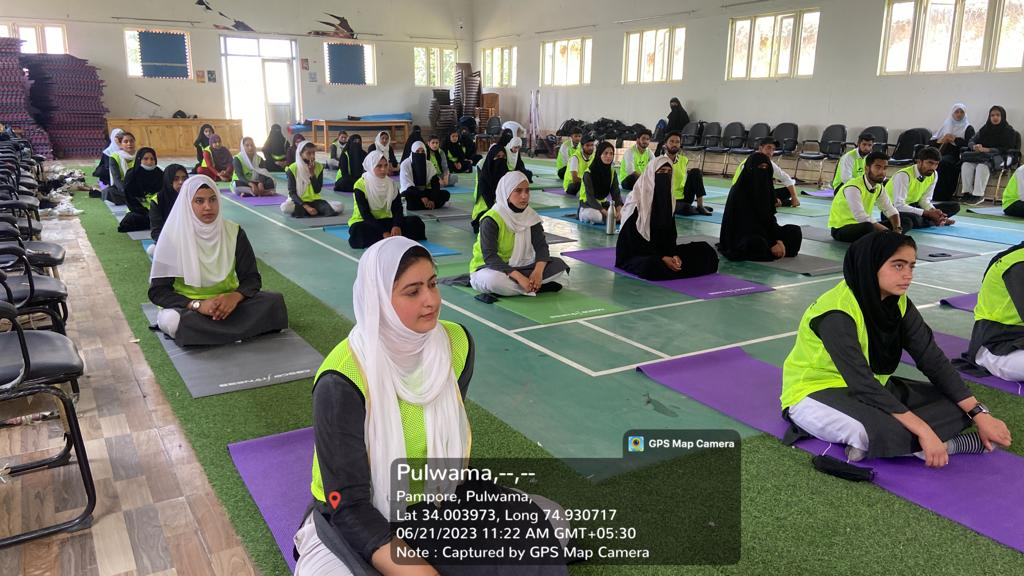 GPS Map Camera
Pulwama,--,--
Pampore, Pulwama,
Lat 34.003973, Long 74.930717
06/21/2023 11:22 AM GMT+05:30
Note : Captured by GPS Map Camera